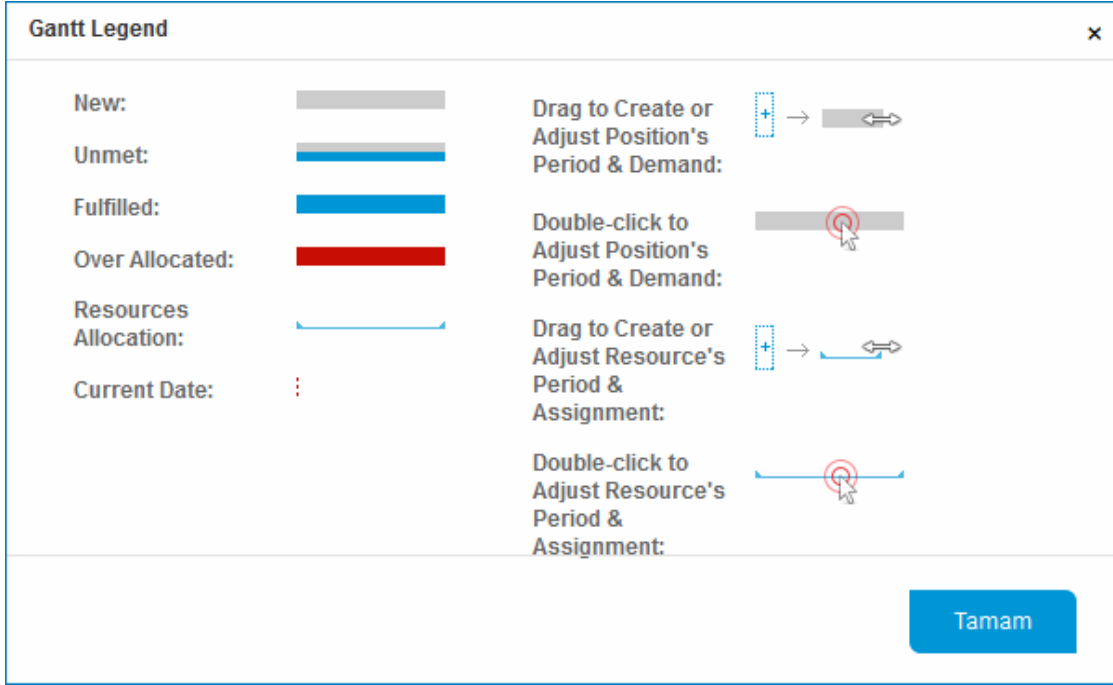 Gantt Legend
×
New:
Unmet:
Fulfilled:
Over Allocated:
Resources
Allocation:
Current Date:
Drag to Create or
Adjust Position's
Period & Demand:
Double-click to
Adjust Position's
Period & Demand:
Drag to Create or
Adjust Resource's
Period &
Assignment:
Double-click to
Adjust Resource's
Period &
Assignment:
Tamam